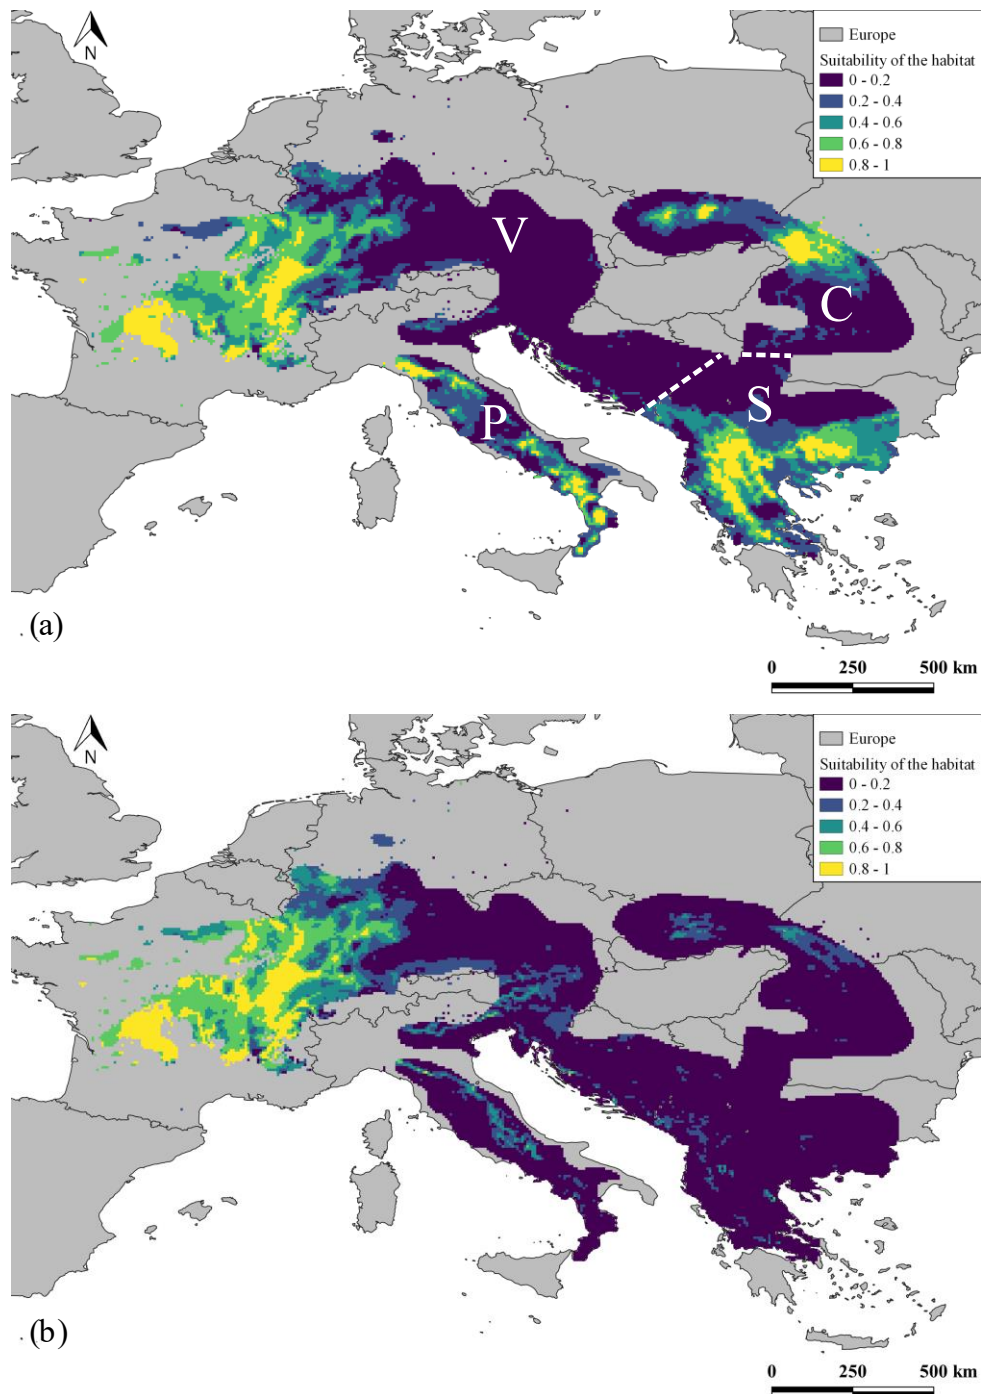 N
Europe
Suitability of the habitat
0 - 0.2
0.2 - 0.4
0.4 - 0.6
0.6 - 0.8
0.8 - 1
V
C
S
P
(a)
0 250 500 km
N
Europe
Suitability of the habitat
0 - 0.2
0.2 - 0.4
0.4 - 0.6
0.6 - 0.8
0.8 - 1
(b)
0 250 500 km